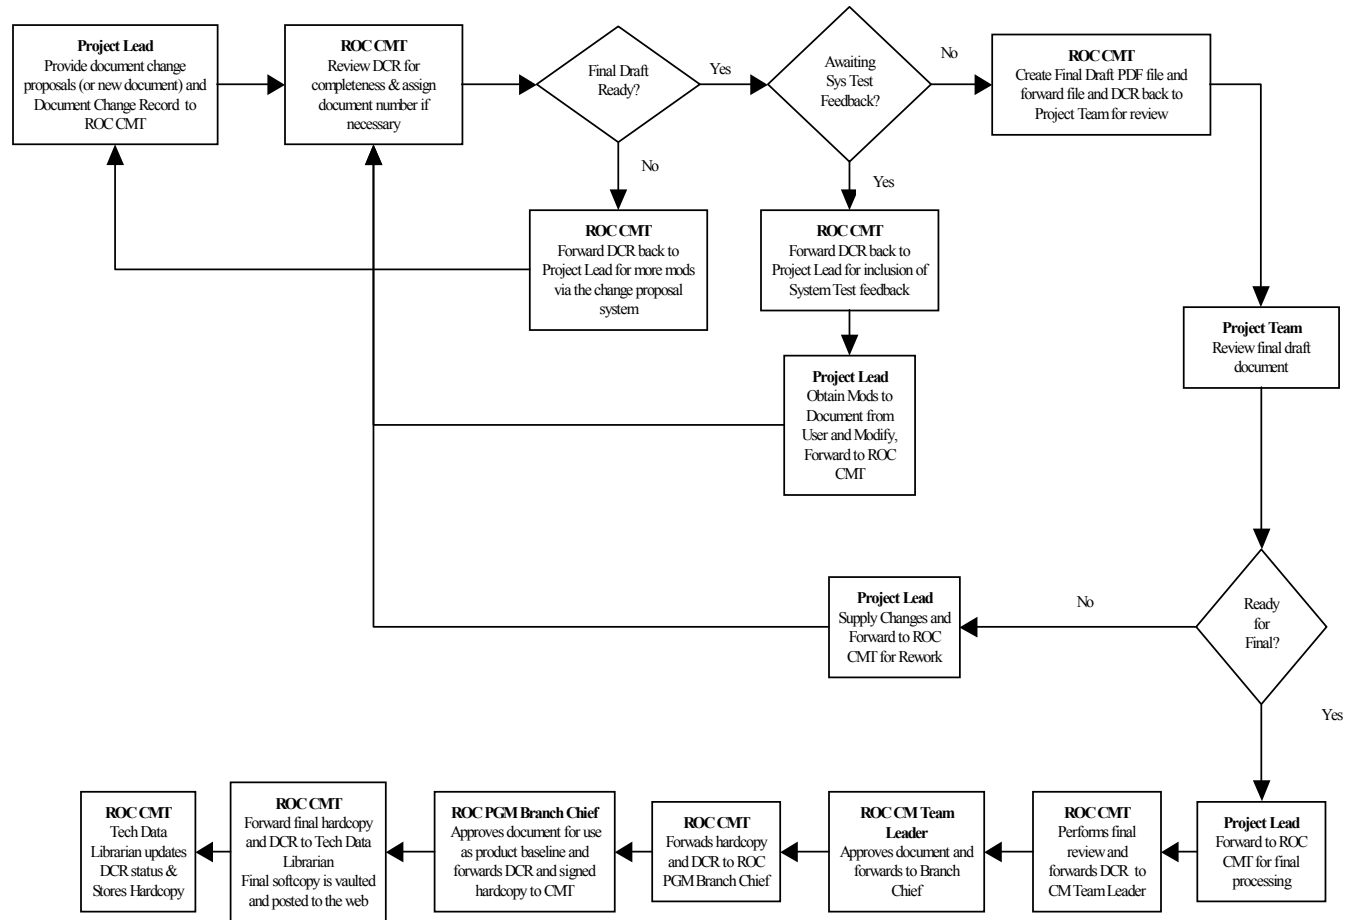 Project Lead
Provide document change
proposals (or new document) and
Document Change Record to
ROC CMT
ROC CMT
Review DCR for
completeness & assign
document number if
necessary
Final Draft
Ready?
Yes
No
Awaiting
Sys Test
Feedback?
No
Yes
ROC CMT
Create Final Draft PDF file and
forward file and DCR back to
Project Team for review
ROC CMT
Forward DCR back to
Project Lead for more mods
via the change proposal
system
ROC CMT
Forward DCR back to
Project Lead for inclusion of
System Test feedback
Project Team
Review final draft
document
Project Lead
Obtain Mods to
Document from
User and Modify,
Forward to ROC
CMT
Project Lead
Supply Changes and
Forward to ROC
CMT for Rework
No
Ready
for
Final?
Yes
ROC CMT
Tech Data
Librarian updates
DCR status &
Stores Hardcopy
ROC CMT
Forward final hardcopy
and DCR to Tech Data
Librarian
Final softcopy is vaulted
and posted to the web
ROC PGM Branch Chief
Approves document for use
as product baseline and
forwards DCR and signed
hardcopy to CMT
ROC CMT
Forwads hardcopy
and DCR to ROC
PGM Branch Chief
ROC CM Team
Leader
Approves document and
forwards to Branch
Chief
ROC CMT
Performs final
review and
forwards DCR to
CM Team Leader
Project Lead
Forward to ROC
CMT for final
processing